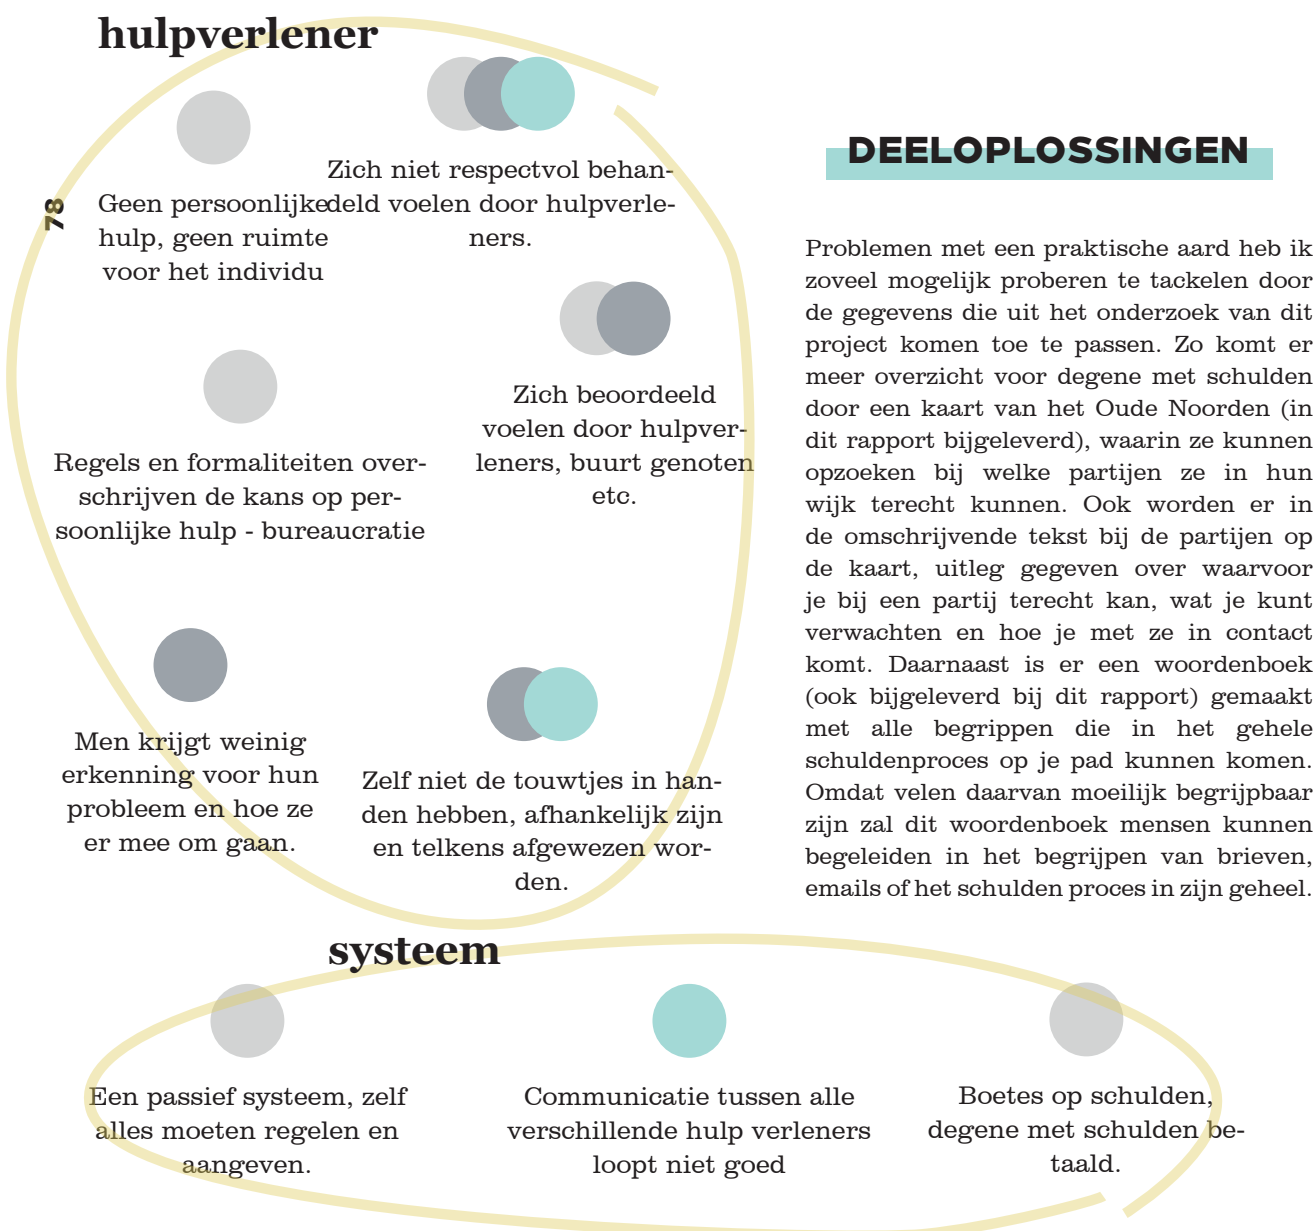 hulpverlener
78
Geen persoonlijke
hulp, geen ruimte
voor het individu
Zich niet respectvol behan-
deld voelen door hulpverle-
ners.
Zich beoordeeld
voelen door hulpver-
leners, buurt genoten
etc.
Regels en formaliteiten over-
schrijven de kans op per-
soonlijke hulp - bureaucratie
Men krijgt weinig
erkenning voor hun
probleem en hoe ze
er mee om gaan.
Zelf niet de touwtjes in han-
den hebben, afhankelijk zijn
en telkens afgewezen wor-
den.
systeem
Een passief systeem, zelf
alles moeten regelen en
aangeven.
Communicatie tussen alle
verschillende hulp verleners
loopt niet goed
Boetes op schulden,
degene met schulden be-
taald.
DEELOPLOSSINGEN
Problemen met een praktische aard heb ik
zoveel mogelijk proberen te tackelen door
de gegevens die uit het onderzoek van dit
project komen toe te passen. Zo komt er
meer overzicht voor degene met schulden
door een kaart van het Oude Noorden (in
dit rapport bijgeleverd), waarin ze kunnen
opzoeken bij welke partijen ze in hun
wijk terecht kunnen. Ook worden er in
de omschrijvende tekst bij de partijen op
de kaart, uitleg gegeven over waarvoor
je bij een partij terecht kan, wat je kunt
verwachten en hoe je met ze in contact
komt. Daarnaast is er een woordenboek
(ook bijgeleverd bij dit rapport) gemaakt
met alle begrippen die in het gehele
schuldenproces op je pad kunnen komen.
Omdat velen daarvan moeilijk begrijpbaar
zijn zal dit woordenboek mensen kunnen
begeleiden in het begrijpen van brieven,
emails of het schulden proces in zijn geheel.